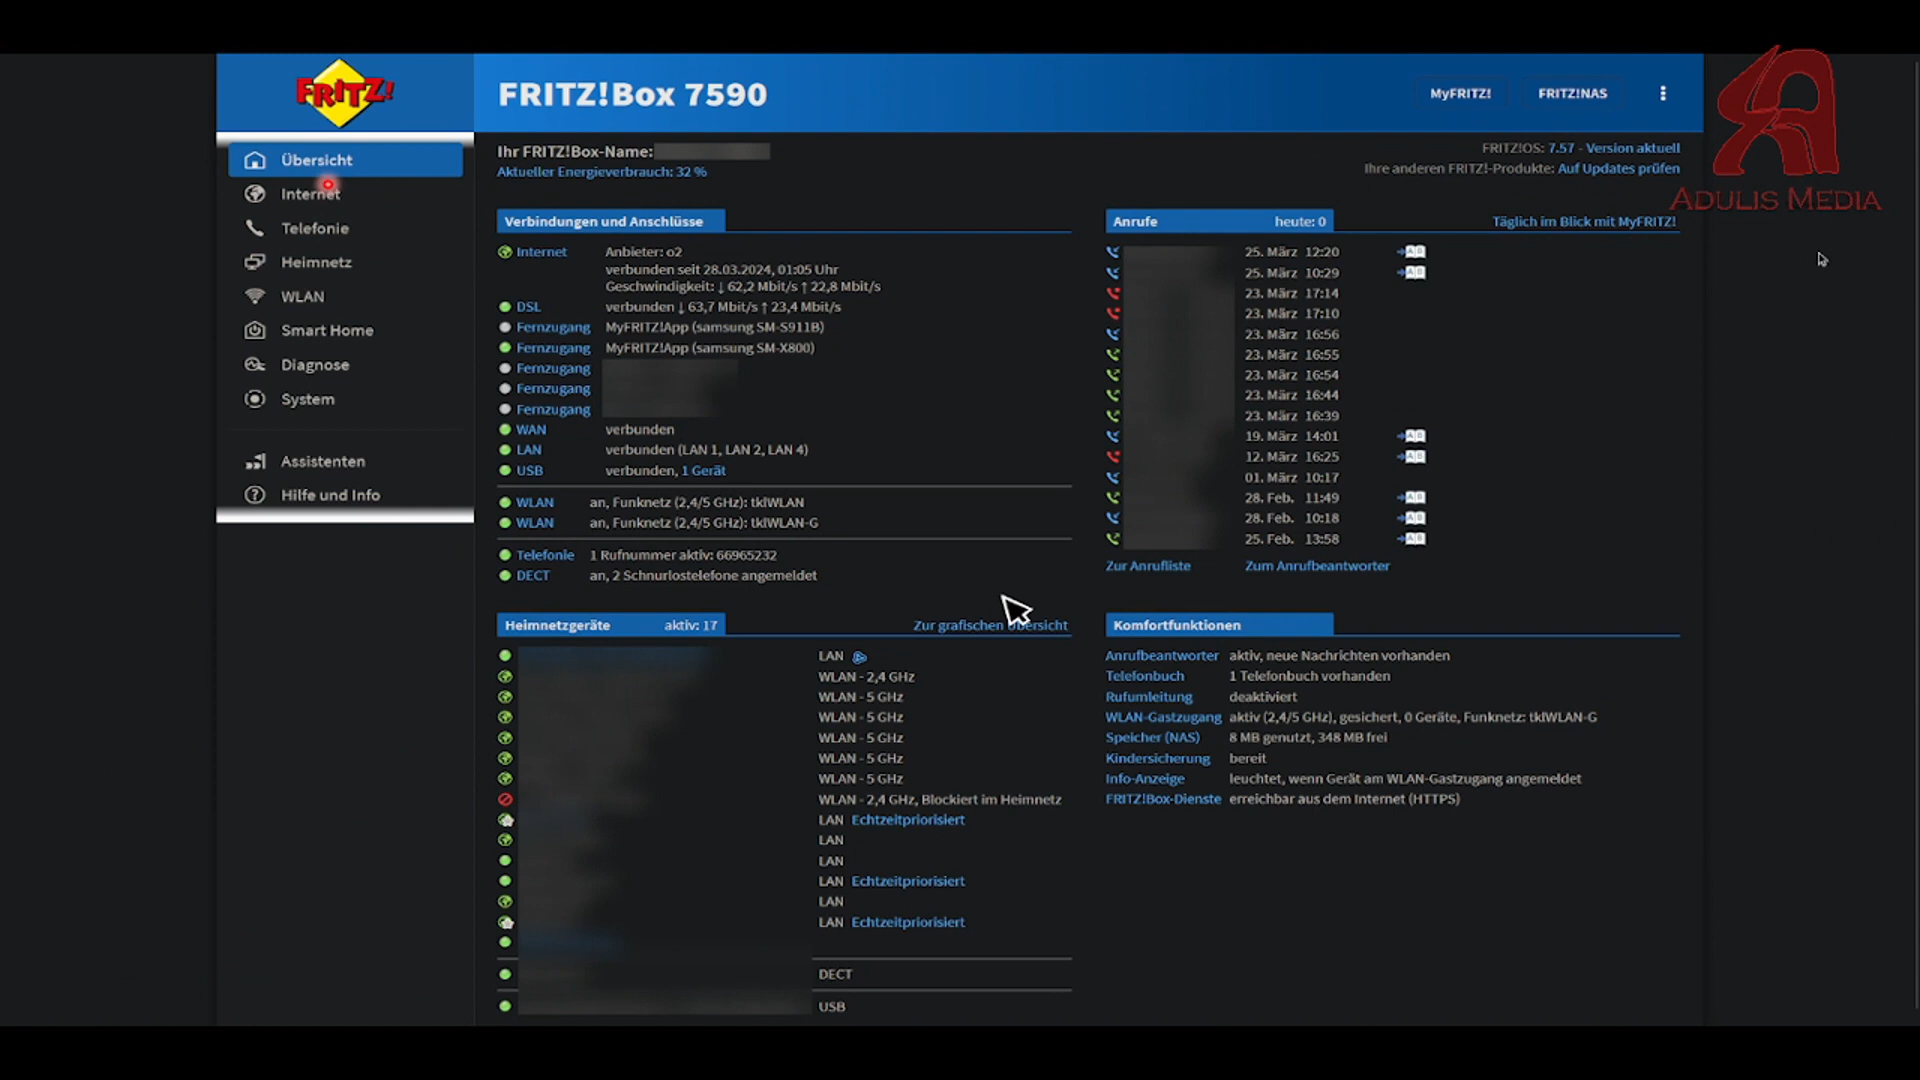 FRITZ!
FRITZ!Box 7590
MyFRITZ!
FRITZ!NAS
ADULIS MEDIA
Übersicht
Internet
Telefonie
Heimnetz
WLAN
Smart Home
Diagnose
System
Assistenten
Hilfe und Info
Ihr FRITZ!Box-Name:
Aktueller Energieverbrauch: 32 %
FRITZ!OS: 7.57 - Version aktuell
Ihre anderen FRITZ!-Produkte: Auf Updates prüfen
Verbindungen und Anschlüsse
Internet Anbieter: o2
verbunden seit 28.03.2024, 01:05 Uhr
Geschwindigkeit: ↓ 62,2 Mbit/s ↑ 22,8 Mbit/s
DSL verbunden ↓ 63,7 Mbit/s ↑ 23,4 Mbit/s
Fernzugang MyFRITZ!App (samsung SM-S911B)
Fernzugang MyFRITZ!App (samsung SM-X800)
Fernzugang
Fernzugang
Fernzugang
WAN verbunden
LAN verbunden (LAN 1, LAN 2, LAN 4)
USB verbunden, 1 Gerät
WLAN an, Funknetz (2,4/5 GHz): tklWLAN
WLAN an, Funknetz (2,4/5 GHz): tklWLAN-G
Telefonie 1 Rufnummer aktiv: 66965232
DECT an, 2 Schnurlostelefone angemeldet
Anrufe heute: 0 Täglich im Blick mit MyFRITZ!
25. März 12:20
25. März 10:29
23. März 17:14
23. März 17:10
23. März 16:56
23. März 16:55
23. März 16:54
23. März 16:44
23. März 16:39
19. März 14:01
12. März 16:25
01. März 10:17
28. Feb. 11:49
28. Feb. 10:18
25. Feb. 13:58
Zur Anrufliste Zum Anrufbeantworter
Heimnetzgeräte aktiv: 17 Zur grafischen Übersicht
LAN
WLAN - 2,4 GHz
WLAN - 5 GHz
WLAN - 5 GHz
WLAN - 5 GHz
WLAN - 5 GHz
WLAN - 5 GHz
WLAN - 2,4 GHz, Blockiert im Heimnetz
LAN Echtzeitpriorisiert
LAN
LAN
LAN Echtzeitpriorisiert
LAN
LAN Echtzeitpriorisiert
DECT
USB
Komfortfunktionen
Anrufbeantworter aktiv, neue Nachrichten vorhanden
Telefonbuch 1 Telefonbuch vorhanden
Rufumleitung deaktiviert
WLAN-Gastzugang aktiv (2,4/5 GHz), gesichert, 0 Geräte, Funknetz: tklWLAN-G
Speicher (NAS) 8 MB genutzt, 348 MB frei
Kindersicherung bereit
Info-Anzeige leuchtet, wenn Gerät am WLAN-Gastzugang angemeldet
FRITZ!Box-Dienste erreichbar aus dem Internet (HTTPS)